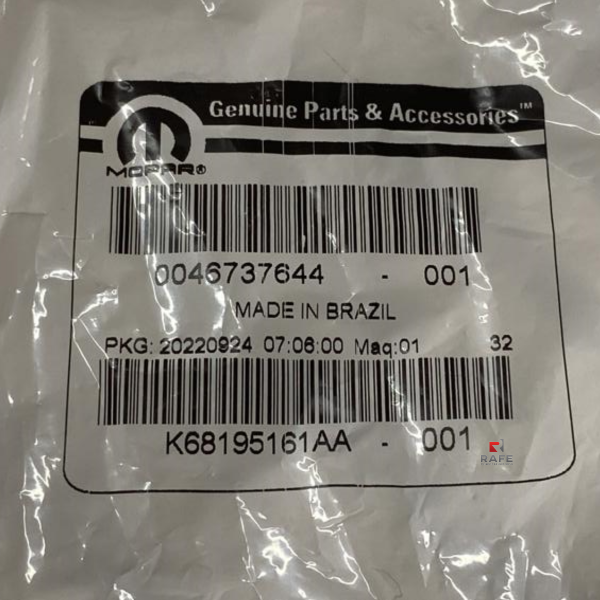 Genuine Parts & Accessories™
MOPAR®
0046737644 - 001
MADE IN BRAZIL
PKG: 20220924 07:06:00 Maq:01 32
K68195161AA - 001
RAFE